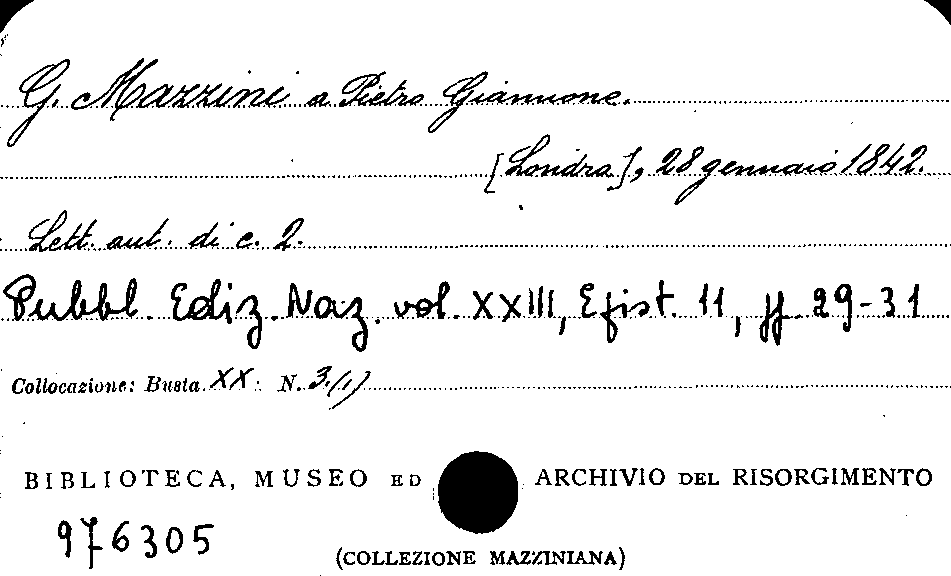 G. Mazzini a Pietro Giannone.
[Londra], 28 gennaio 1842.
Lett. aut. di c. 2.
Pubbl. Ediz. Naz. vol. XXIII, Epist. 11, pp. 29-31
Collocazione: Busta XX. N. 3.(1)
BIBLIOTECA, MUSEO ED ARCHIVIO DEL RISORGIMENTO
976305
(COLLEZIONE MAZZINIANA)